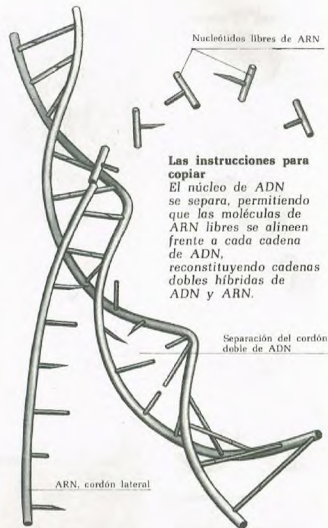 Nucleótidos libres de ARN
Las instrucciones para
copiar
El núcleo de ADN
se separa, permitiendo
que las moléculas de
ARN libres se alineen
frente a cada cadena
de ADN,
reconstituyendo cadenas
dobles híbridas de
ADN y ARN.
Separación del cordón
doble de ADN
ARN, cordón lateral